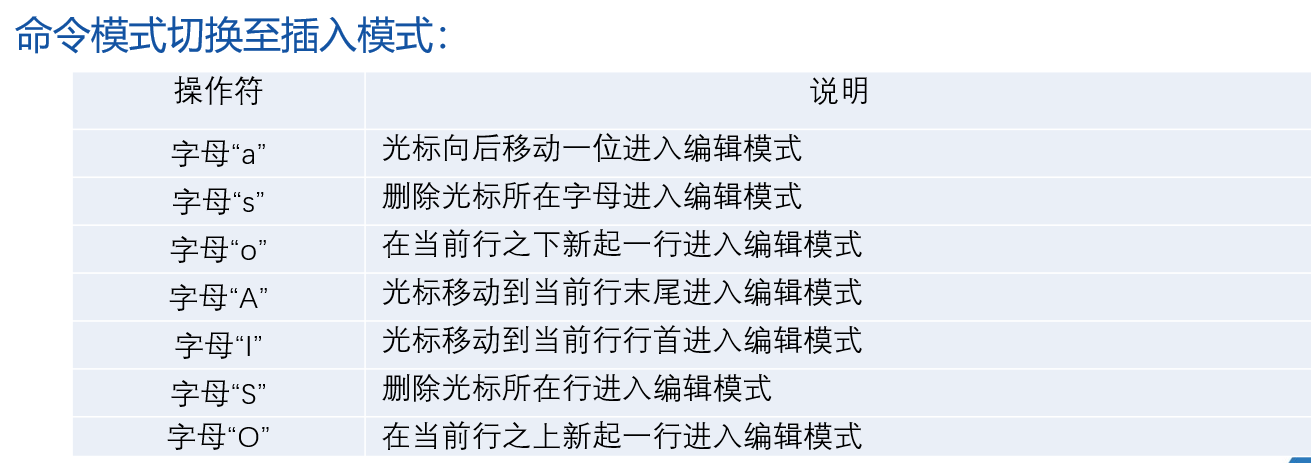 命令模式切换至插入模式：
操作符 说明
字母“a” 光标向后移动一位进入编辑模式
字母“s” 删除光标所在字母进入编辑模式
字母“o” 在当前行之下新起一行进入编辑模式
字母“A” 光标移动到当前行末尾进入编辑模式
字母“I” 光标移动到当前行行首进入编辑模式
字母“S” 删除光标所在行进入编辑模式
字母“O” 在当前行之上新起一行进入编辑模式